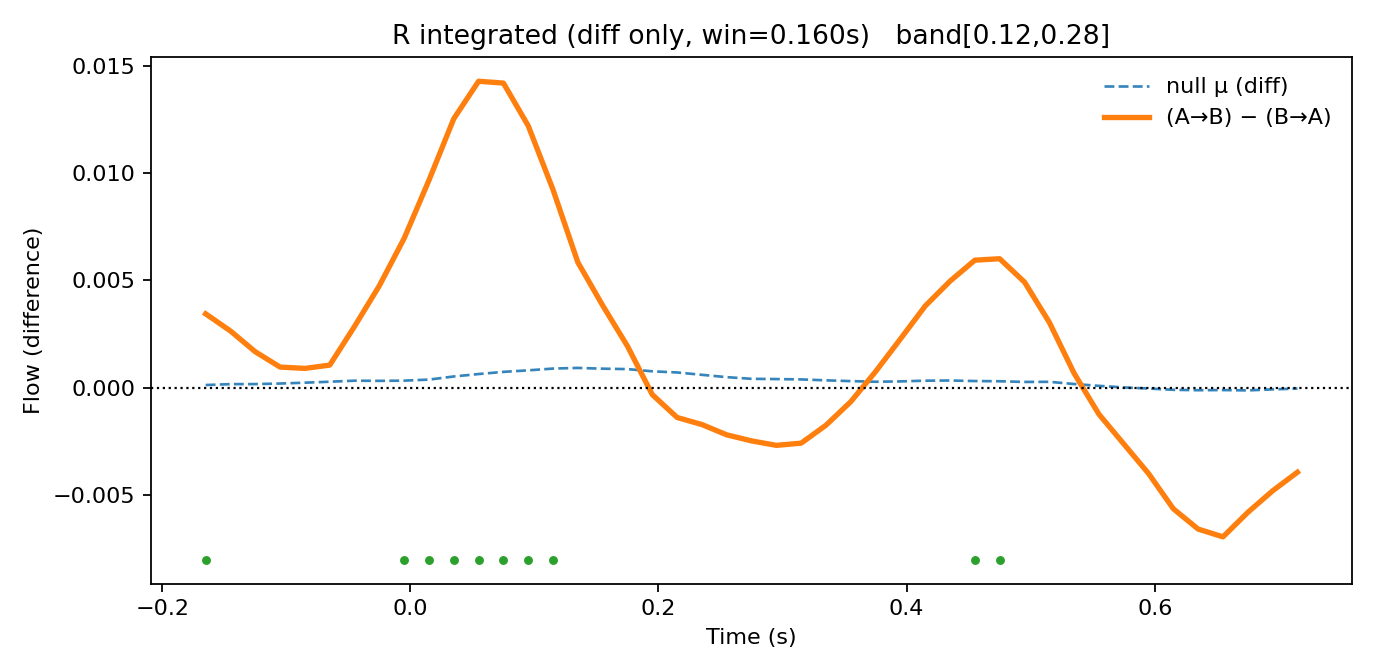 R integrated (diff only, win=0.160s)   band[0.12,0.28]
null μ (diff)
(A→B) − (B→A)
Flow (difference)
0.015
0.010
0.005
0.000
−0.005
−0.2
0.0
0.2
0.4
0.6
Time (s)